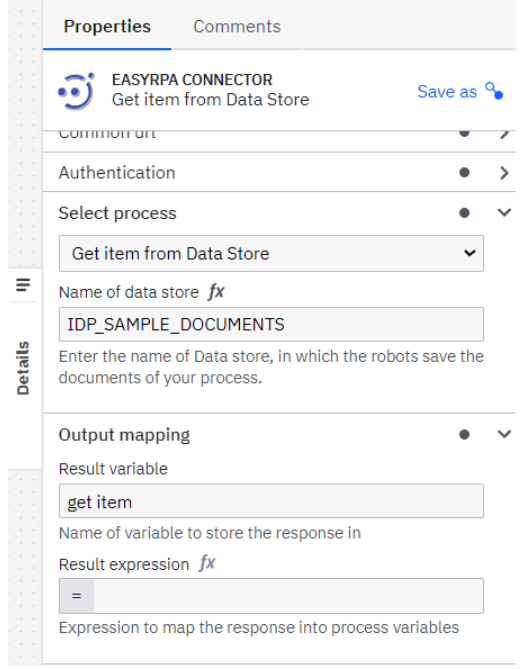 Properties Comments
EASYRPA CONNECTOR
Get item from Data Store
Save as
Common url
Authentication
Select process
Get item from Data Store
Name of data store fx
IDP_SAMPLE_DOCUMENTS
Enter the name of Data store, in which the robots save the
documents of your process.
Details
Output mapping
Result variable
get item
Name of variable to store the response in
Result expression fx
=
Expression to map the response into process variables